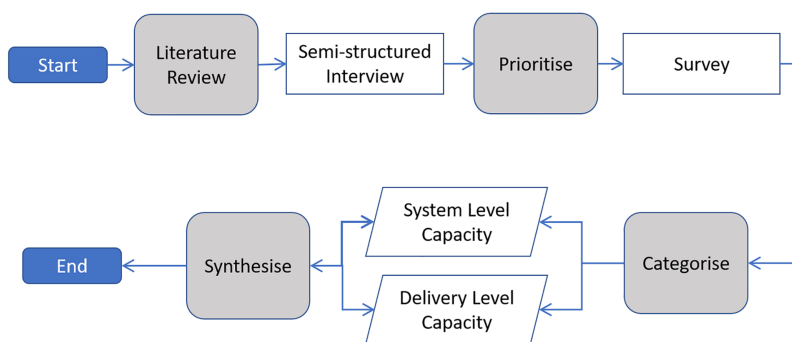 Start
Literature
Review
Semi-structured
Interview
Prioritise
Survey
System Level
Capacity
Delivery Level
Capacity
Categorise
Synthesise
End